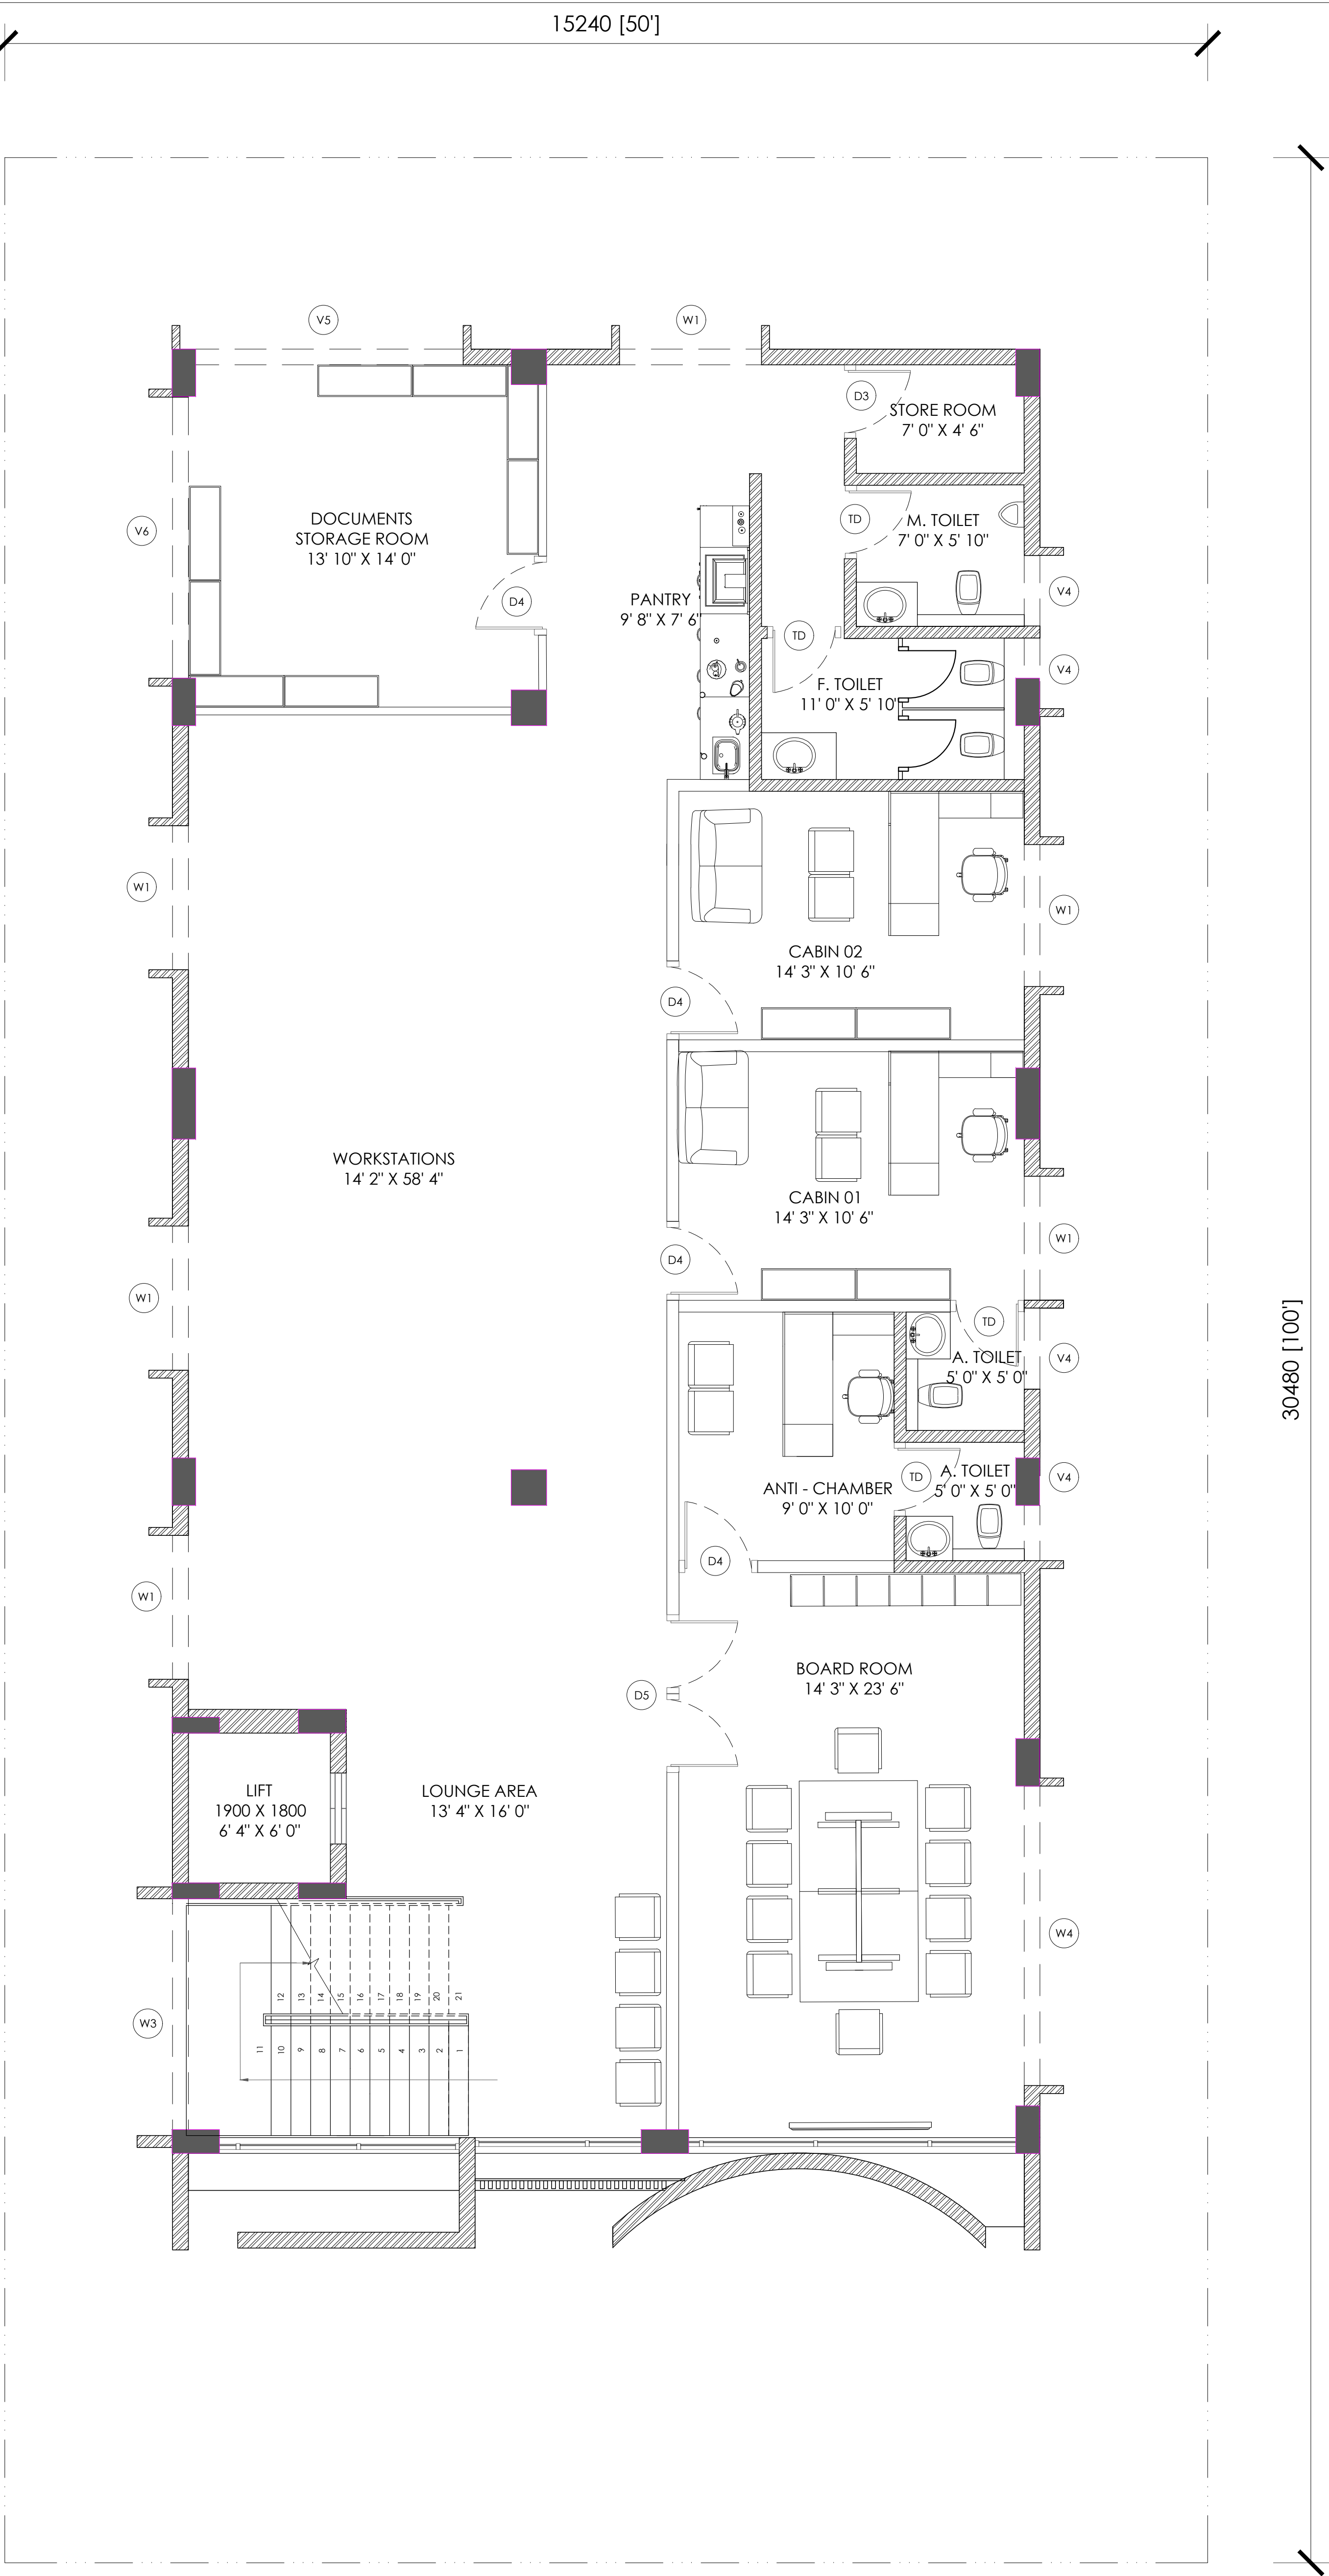 15240 [50']
V5
W1
D3
STORE ROOM
7' 0" X 4' 6"
V6
DOCUMENTS
STORAGE ROOM
13' 10" X 14' 0"
TD
M. TOILET
7' 0" X 5' 10"
D4
PANTRY
9' 8" X 7' 6"
V4
TD
V4
F. TOILET
11' 0" X 5' 10"
W1
W1
CABIN 02
14' 3" X 10' 6"
D4
WORKSTATIONS
14' 2" X 58' 4"
CABIN 01
14' 3" X 10' 6"
D4
W1
W1
TD
A. TOILET
5' 0" X 5' 0"
V4
30480 [100']
ANTI - CHAMBER
9' 0" X 10' 0"
TD
A. TOILET
5' 0" X 5' 0"
V4
D4
W1
BOARD ROOM
14' 3" X 23' 6"
D5
LIFT
1900 X 1800
6' 4" X 6' 0"
LOUNGE AREA
13' 4" X 16' 0"
W4
12 13 14 15 16 17 18 19 20 21
W3
11 10 9 8 7 6 5 4 3 2 1